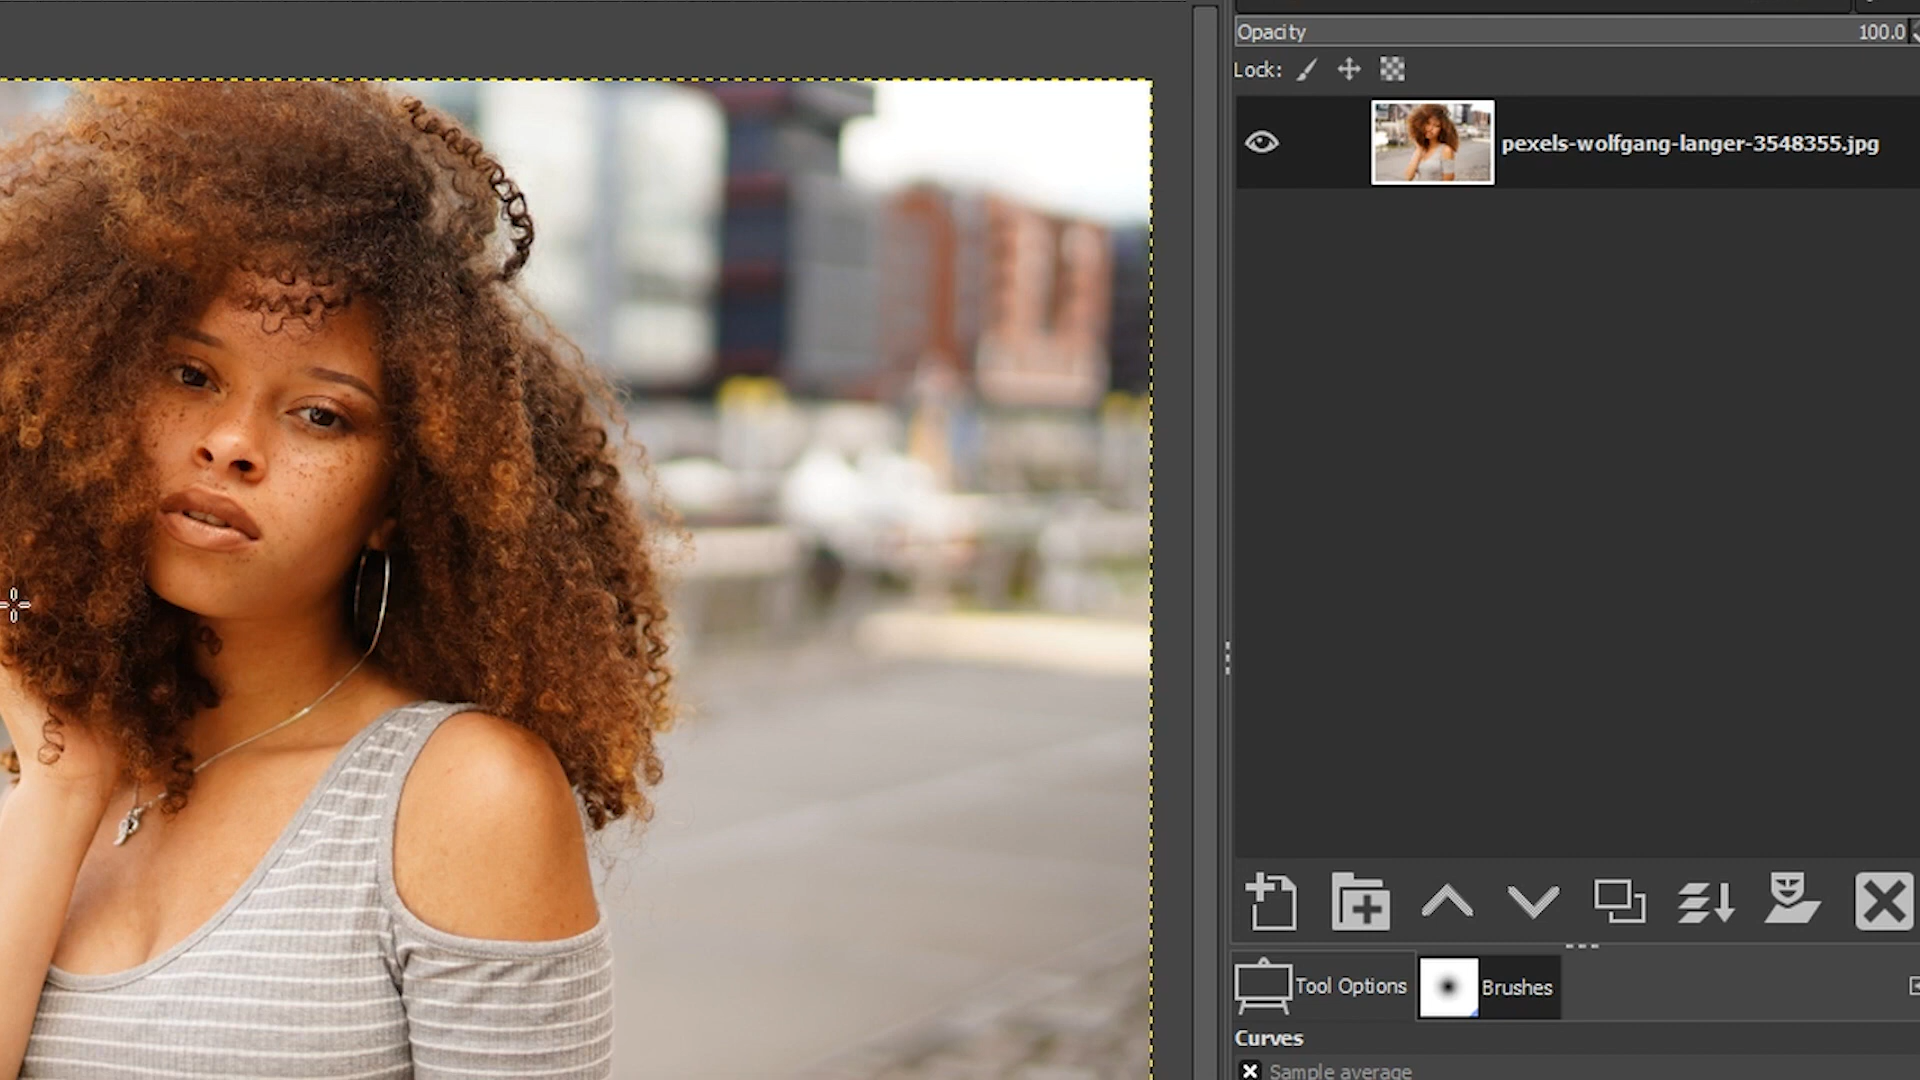 Opacity 100.0
Lock:
pexels-wolfgang-langer-3548355.jpg
Tool Options Brushes
Curves
Sample average